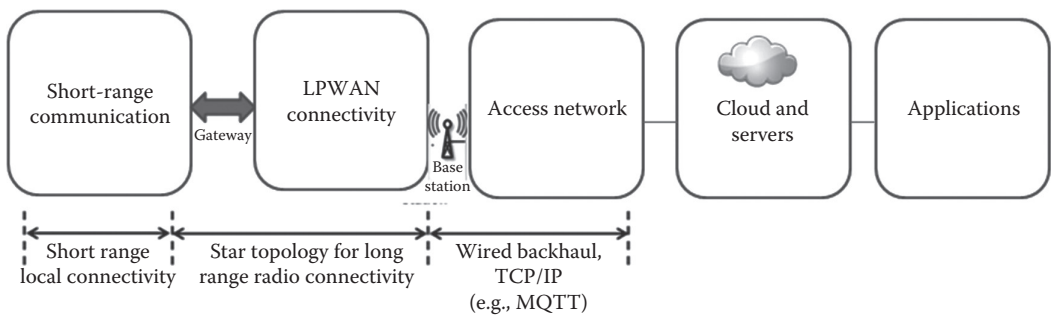 Short-range
communication
Gateway
LPWAN
connectivity
Base
station
Access network
Cloud and
servers
Applications
Short range
local connectivity
Star topology for long
range radio connectivity
Wired backhaul,
TCP/IP
(e.g., MQTT)